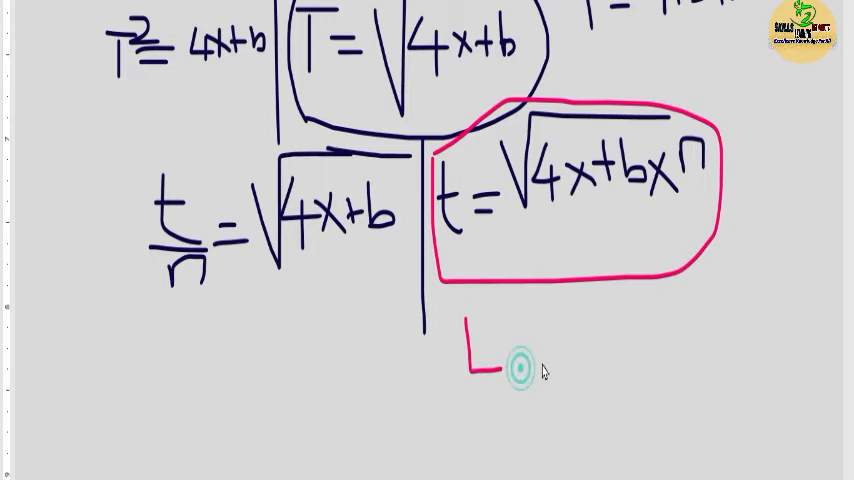 T² = 4x+b T = √4x+b
t/n = √4x+b t = √4x+b x n